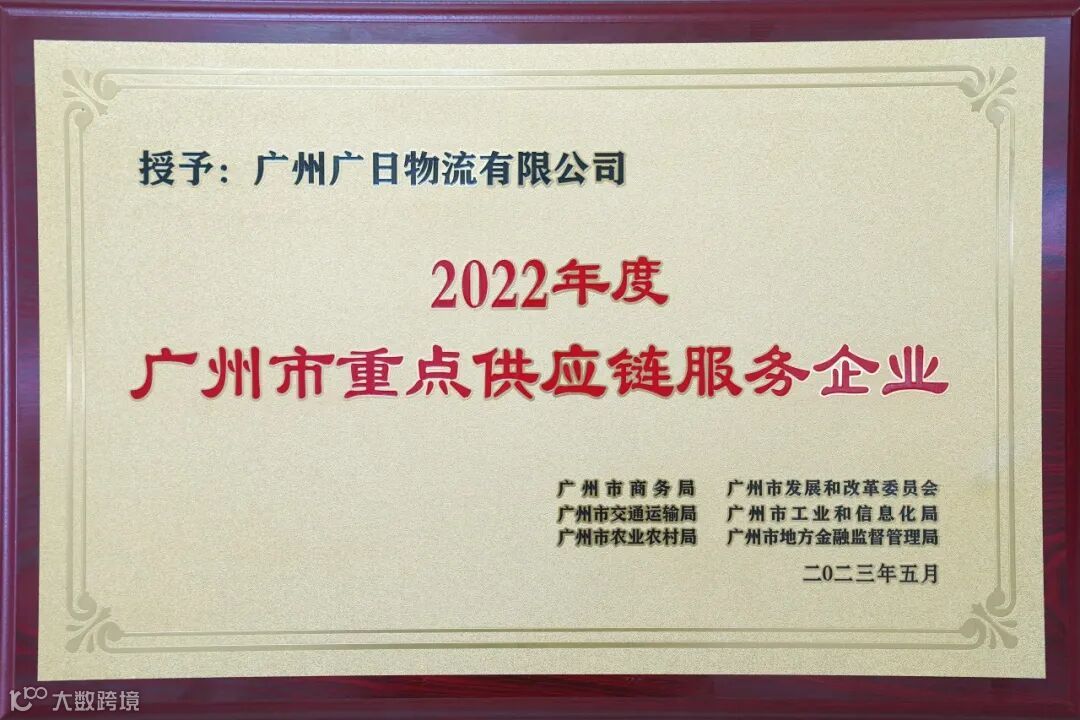 授予：广州广日物流有限公司
2022年度
广州市重点供应链服务企业
广州市商务局 广州市发展和改革委员会
广州市交通运输局 广州市工业和信息化局
广州市农业农村局 广州市地方金融监督管理局
二〇二三年五月
大数跨境